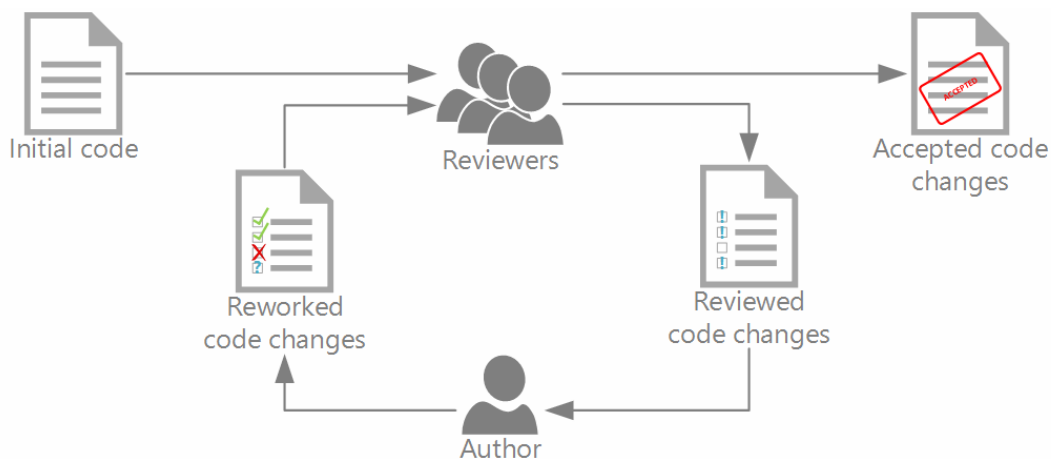 ACCEPTED
Initial code
Reviewers
Accepted code
changes
?
!
!
!
Reworked
code changes
Reviewed
code changes
Author